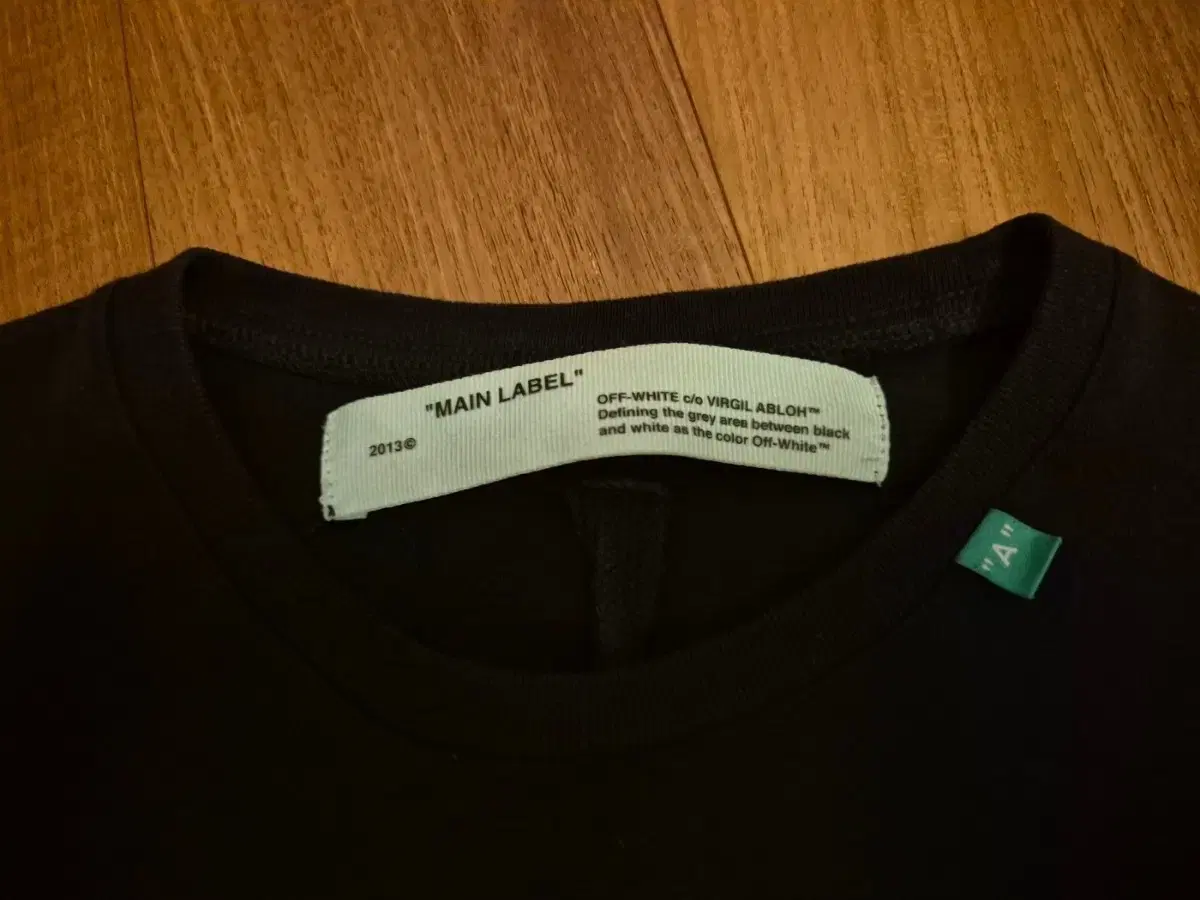 "MAIN LABEL"
2013©
OFF-WHITE c/o VIRGIL ABLOH™
Defining the grey area between black
and white as the color Off-White™
"A"